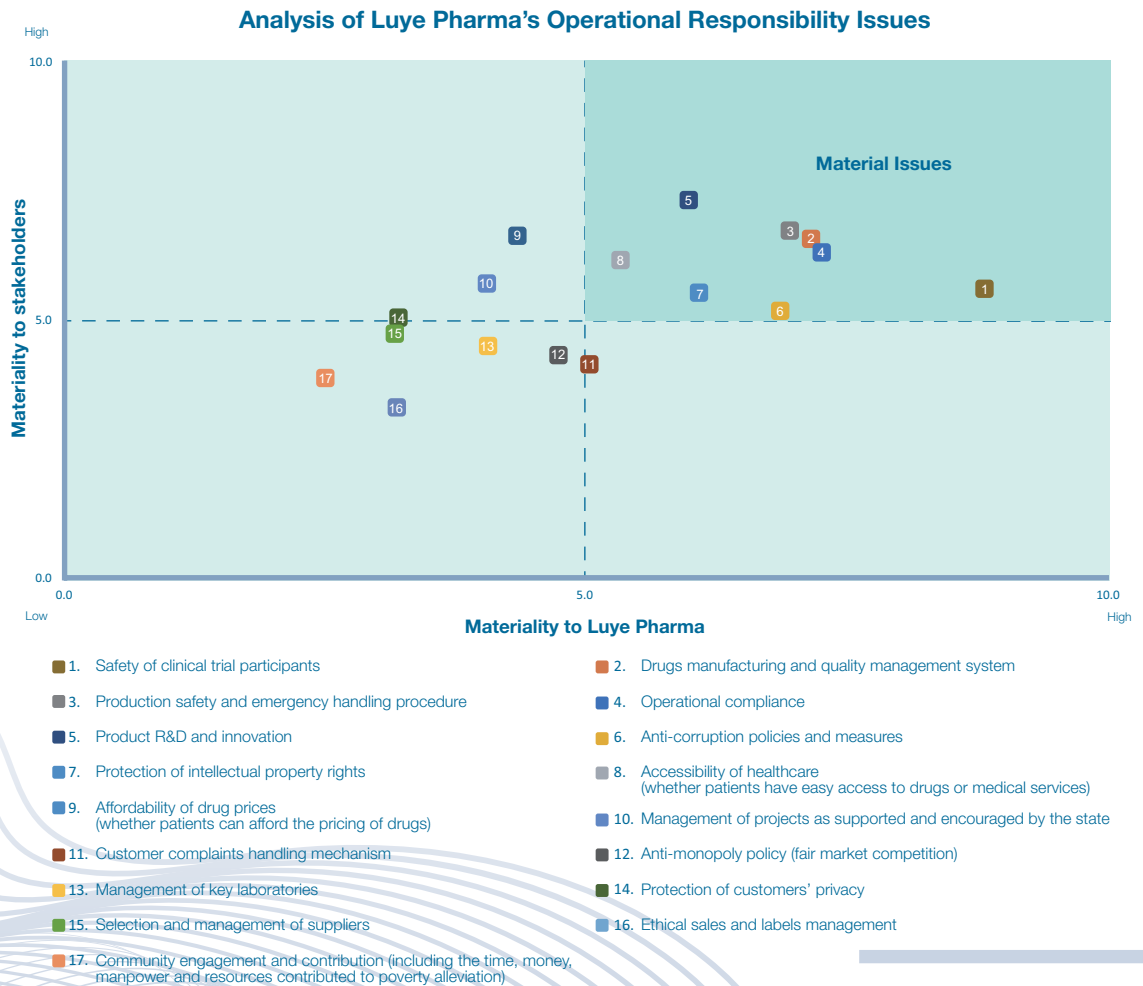 Analysis of Luye Pharma's Operational Responsibility Issues
High
10.0
Material Issues
5
3
2
9
4
8
10
1
7
6
5.0
14
15
13
12
11
17
16
Materiality to stakeholders
0.0
0.0
5.0
10.0
Low
High
Materiality to Luye Pharma
1. Safety of clinical trial participants
2. Drugs manufacturing and quality management system
3. Production safety and emergency handling procedure
4. Operational compliance
5. Product R&D and innovation
6. Anti-corruption policies and measures
7. Protection of intellectual property rights
8. Accessibility of healthcare
(whether patients have easy access to drugs or medical services)
9. Affordability of drug prices
(whether patients can afford the pricing of drugs)
10. Management of projects as supported and encouraged by the state
11. Customer complaints handling mechanism
12. Anti-monopoly policy (fair market competition)
13. Management of key laboratories
14. Protection of customers' privacy
15. Selection and management of suppliers
16. Ethical sales and labels management
17. Community engagement and contribution (including the time, money,
manpower and resources contributed to poverty alleviation)